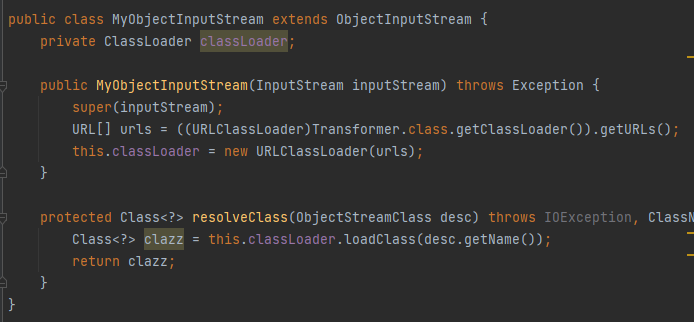 public class MyObjectInputStream extends ObjectInputStream {
private ClassLoader classLoader;
public MyObjectInputStream(InputStream inputStream) throws Exception {
super(inputStream);
URL[] urls = ((URLClassLoader)Transformer.class.getClassLoader()).getURLs();
this.classLoader = new URLClassLoader(urls);
}
protected Class<?> resolveClass(ObjectStreamClass desc) throws IOException, ClassN
Class<?> clazz = this.classLoader.loadClass(desc.getName());
return clazz;
}
}